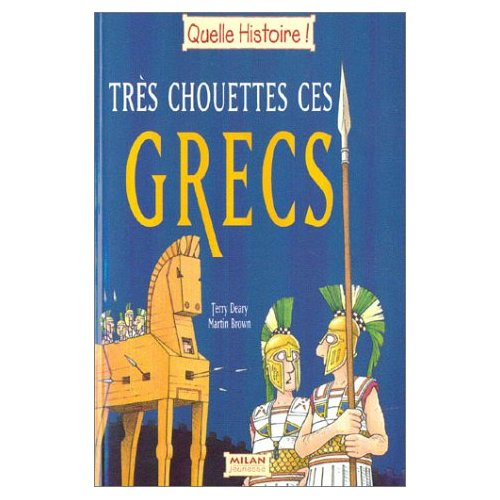 Quelle Histoire !
TRÈS CHOUETTES CES
GRECS
Terry Deary
Martin Brown
MILAN
jeunesse